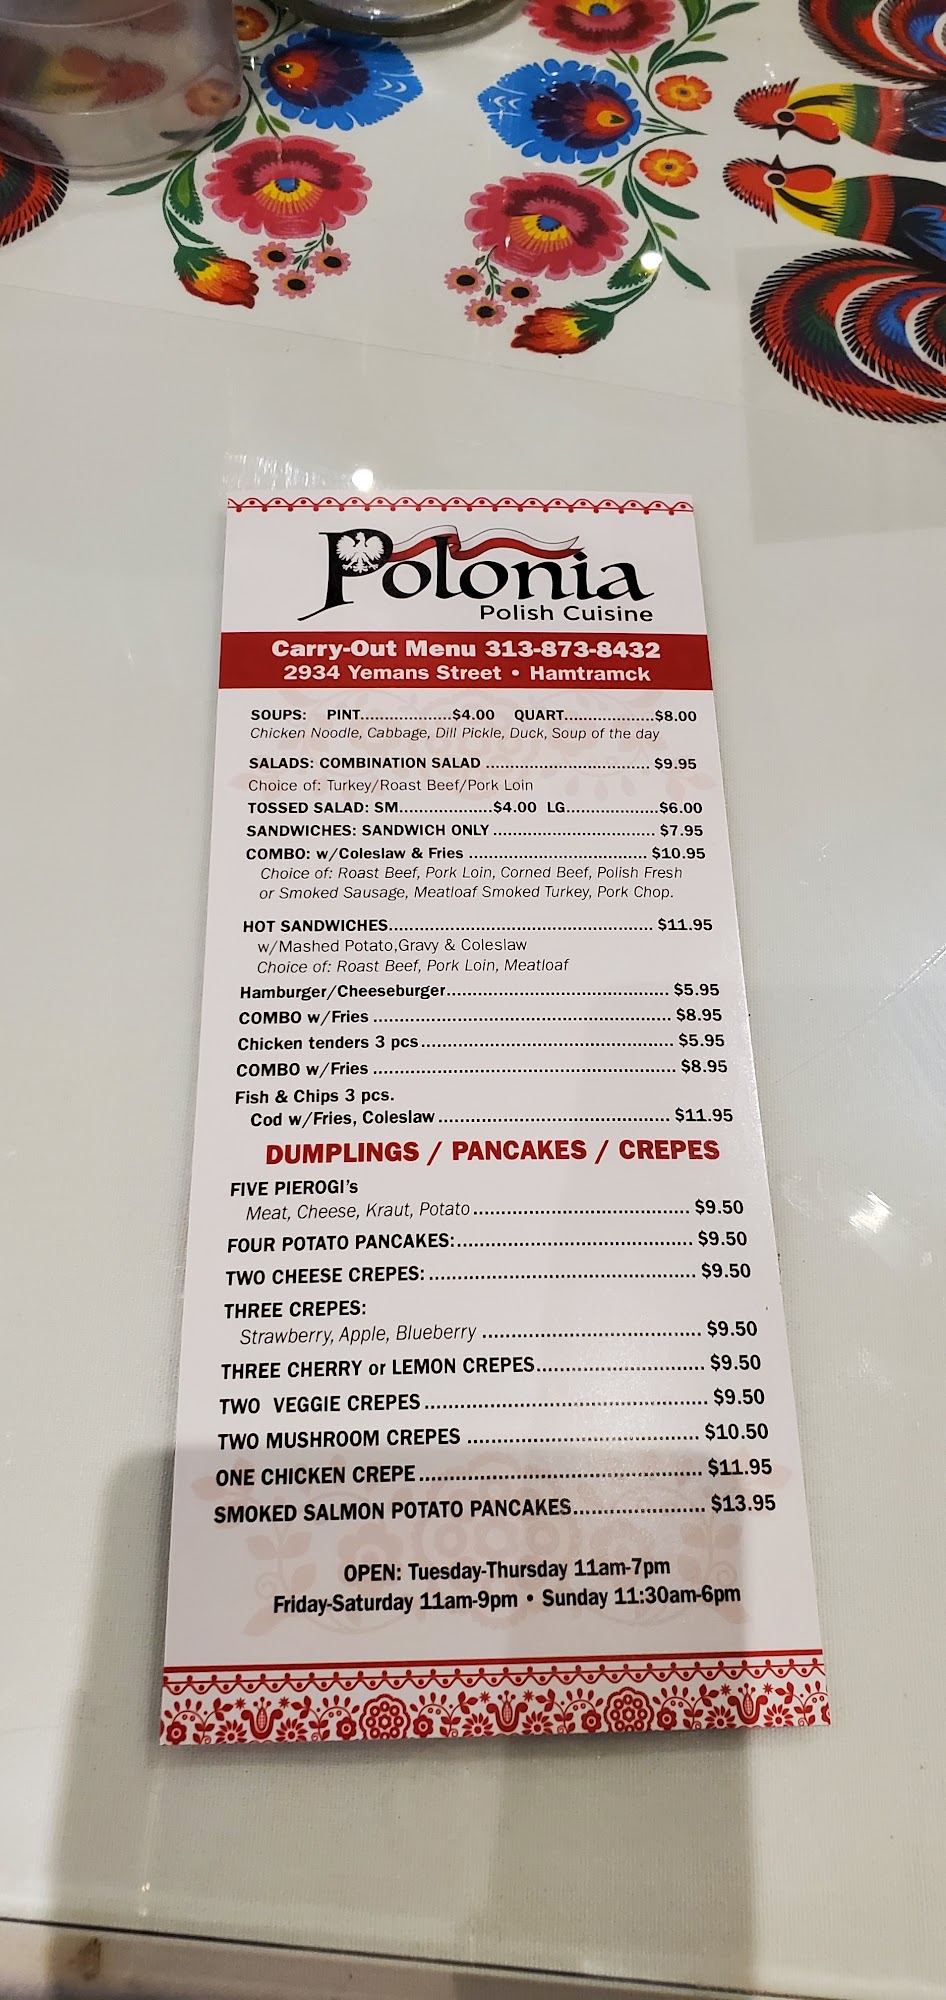 Polonia
Polish Cuisine
Carry-Out Menu 313-873-8432
2934 Yemans Street • Hamtramck
SOUPS: PINT...................$4.00 QUART...................$8.00
Chicken Noodle, Cabbage, Dill Pickle, Duck, Soup of the day
SALADS: COMBINATION SALAD .................................. $9.95
Choice of: Turkey/Roast Beef/Pork Loin
TOSSED SALAD: SM...................$4.00 LG...................$6.00
SANDWICHES: SANDWICH ONLY .................................. $7.95
COMBO: w/Coleslaw & Fries ..................................... $10.95
Choice of: Roast Beef, Pork Loin, Corned Beef, Polish Fresh
or Smoked Sausage, Meatloaf Smoked Turkey, Pork Chop.
HOT SANDWICHES...................................................... $11.95
w/Mashed Potato,Gravy & Coleslaw
Choice of: Roast Beef, Pork Loin, Meatloaf
Hamburger/Cheeseburger............................................. $5.95
COMBO w/Fries ............................................................ $8.95
Chicken tenders 3 pcs.................................................. $5.95
COMBO w/Fries ............................................................ $8.95
Fish & Chips 3 pcs.
Cod w/Fries, Coleslaw .............................................. $11.95
DUMPLINGS / PANCAKES / CREPES
FIVE PIEROGI's
Meat, Cheese, Kraut, Potato.......................................... $9.50
FOUR POTATO PANCAKES:............................................. $9.50
TWO CHEESE CREPES: ................................................... $9.50
THREE CREPES:
Strawberry, Apple, Blueberry ......................................... $9.50
THREE CHERRY or LEMON CREPES................................ $9.50
TWO VEGGIE CREPES ..................................................... $9.50
TWO MUSHROOM CREPES ............................................ $10.50
ONE CHICKEN CREPE..................................................... $11.95
SMOKED SALMON POTATO PANCAKES......................... $13.95
OPEN: Tuesday-Thursday 11am-7pm
Friday-Saturday 11am-9pm • Sunday 11:30am-6pm